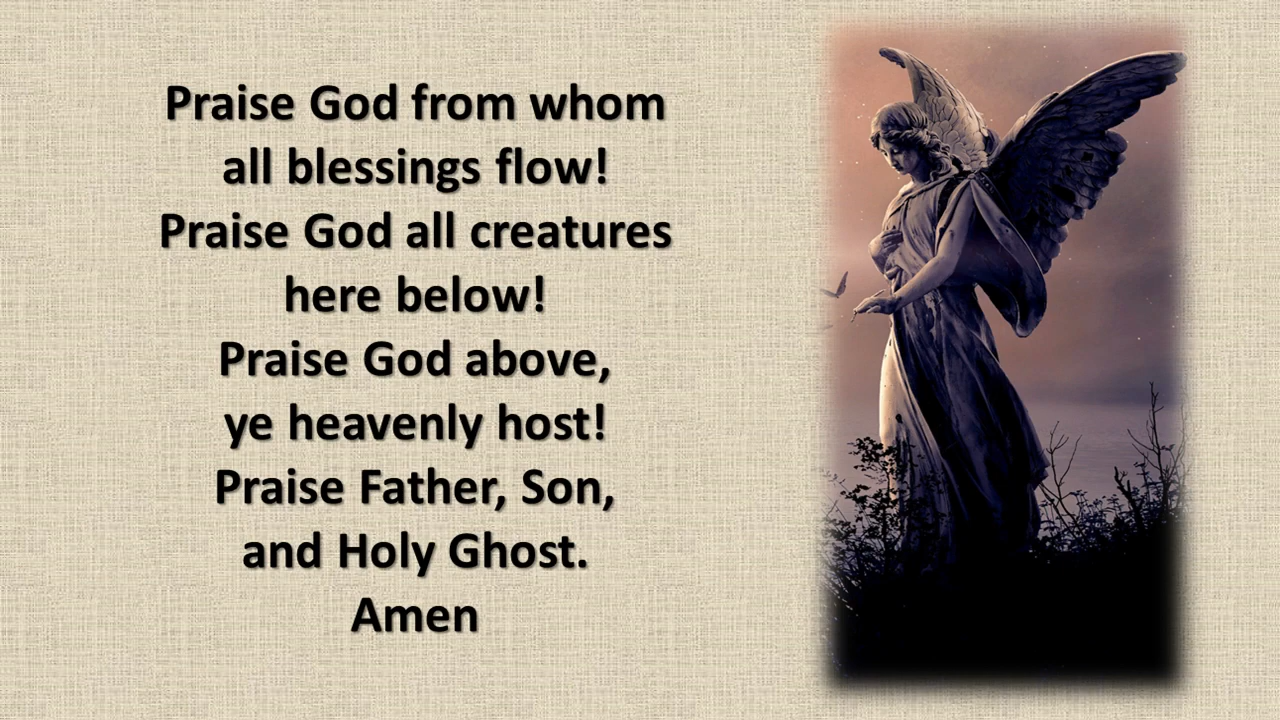 Praise God from whom
all blessings flow!
Praise God all creatures
here below!
Praise God above,
ye heavenly host!
Praise Father, Son,
and Holy Ghost.
Amen